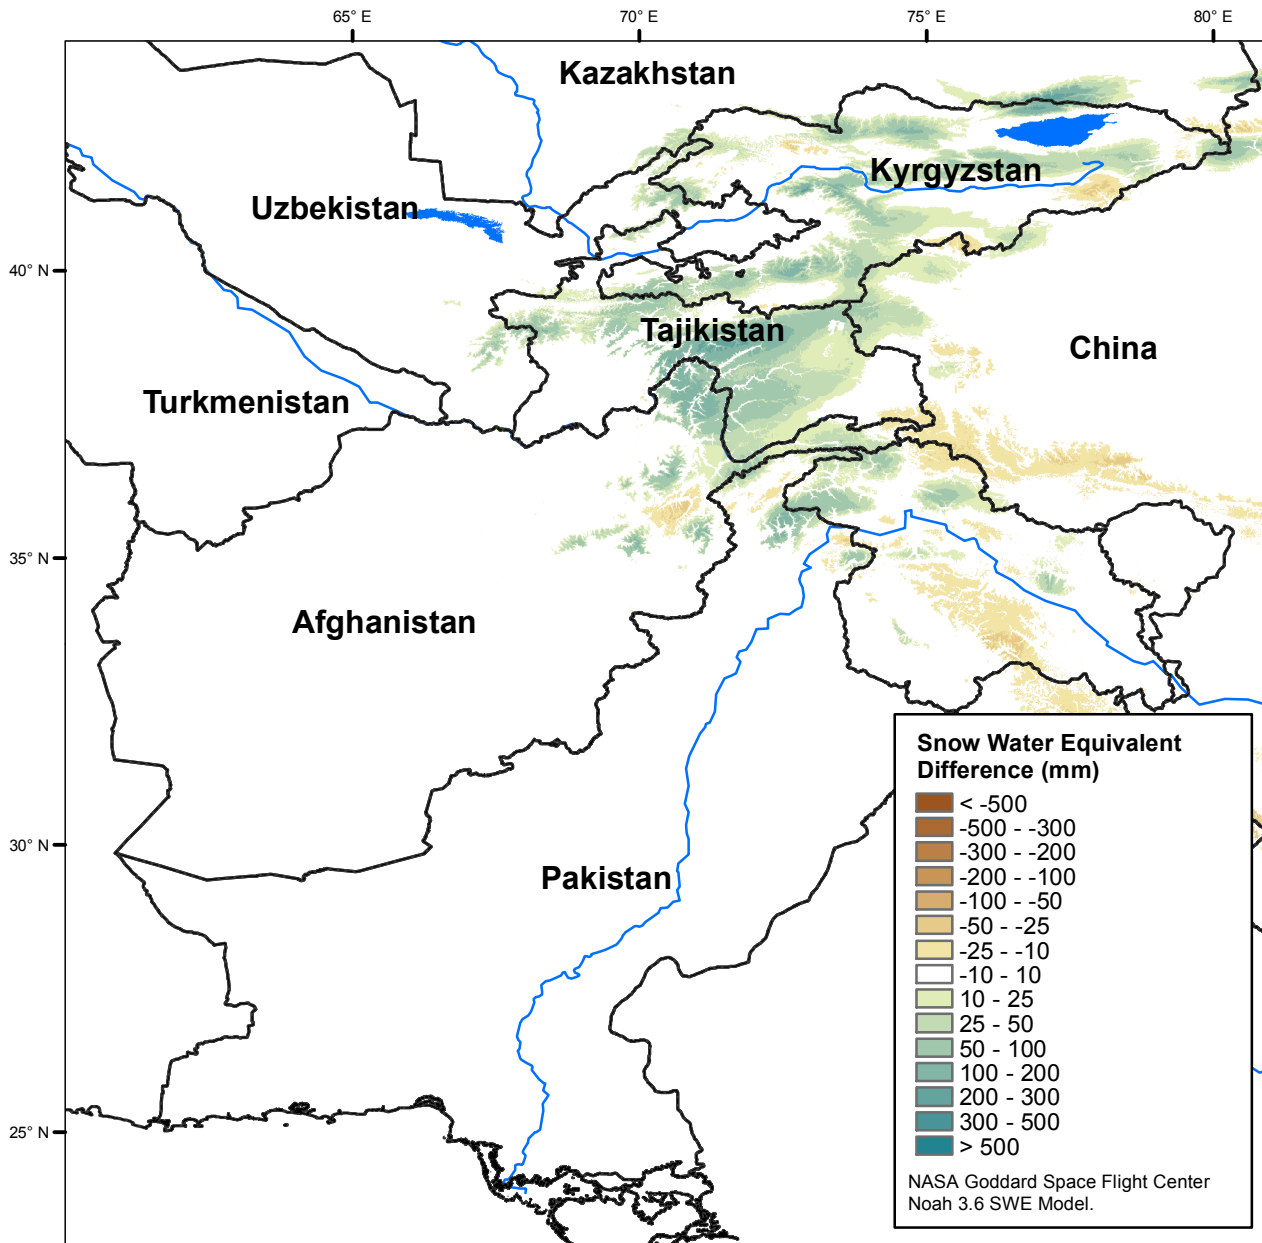 65° E
70° E
75° E
80° E
Kazakhstan
Kyrgyzstan
Uzbekistan
40° N
Tajikistan
China
Turkmenistan
35° N
Afghanistan
Snow Water Equivalent
Difference (mm)
< -500
-500 - -300
-300 - -200
-200 - -100
-100 - -50
-50 - -25
-25 - -10
-10 - 10
10 - 25
25 - 50
50 - 100
100 - 200
200 - 300
300 - 500
> 500
NASA Goddard Space Flight Center
Noah 3.6 SWE Model.
30° N
Pakistan
25° N